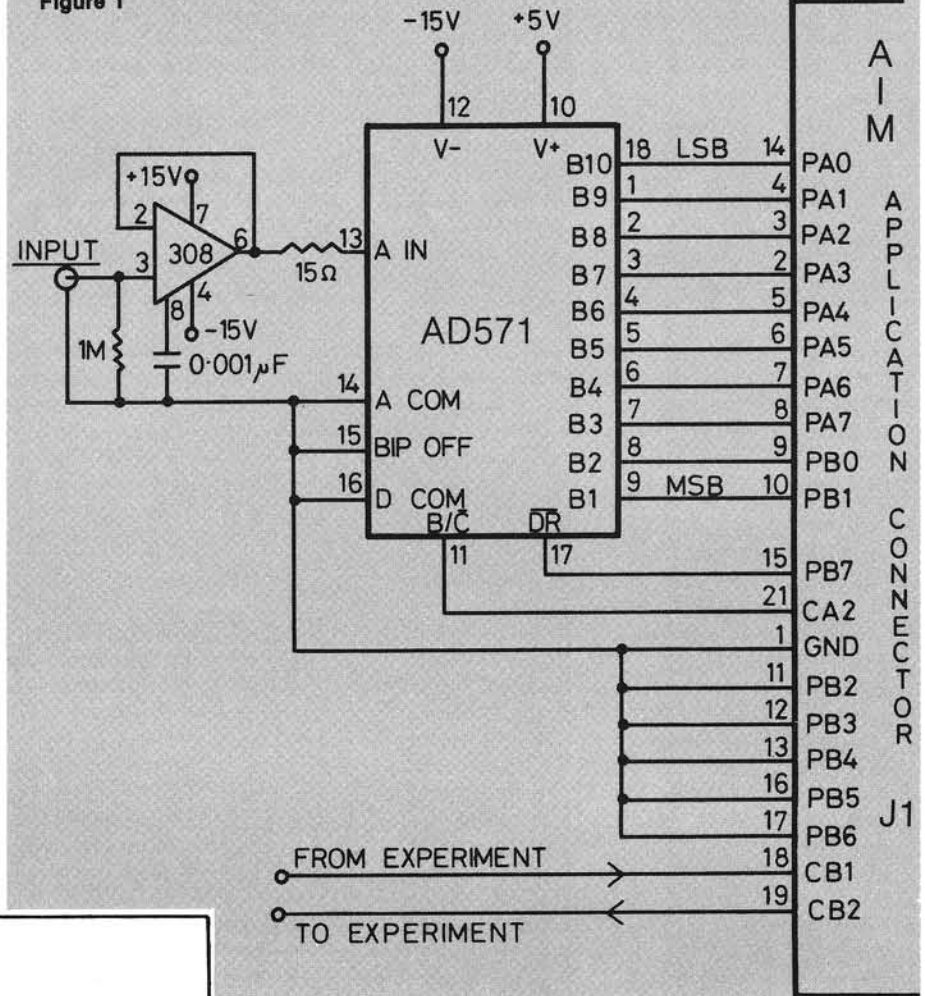 Figure 1
-15V
+5V
12
10
V-
V+
+15V
2
7
INPUT
3
308
6
15Ω
13
A IN
8
4
-15V
1M
0·001µF
AD571
14
A COM
15
BIP OFF
16
D COM
B/C̅
D̅R̅
11
17
B10
18
LSB
14
PA0
B9
1
4
PA1
B8
2
3
PA2
B7
3
2
PA3
B6
4
5
PA4
B5
5
6
PA5
B4
6
7
PA6
B3
7
8
PA7
B2
8
9
PB0
B1
9
MSB
10
PB1
15
PB7
21
CA2
1
GND
11
PB2
12
PB3
13
PB4
16
PB5
17
PB6
FROM EXPERIMENT
18
CB1
19
CB2
TO EXPERIMENT
AIM
APPLICATION
CONNECTOR
J1